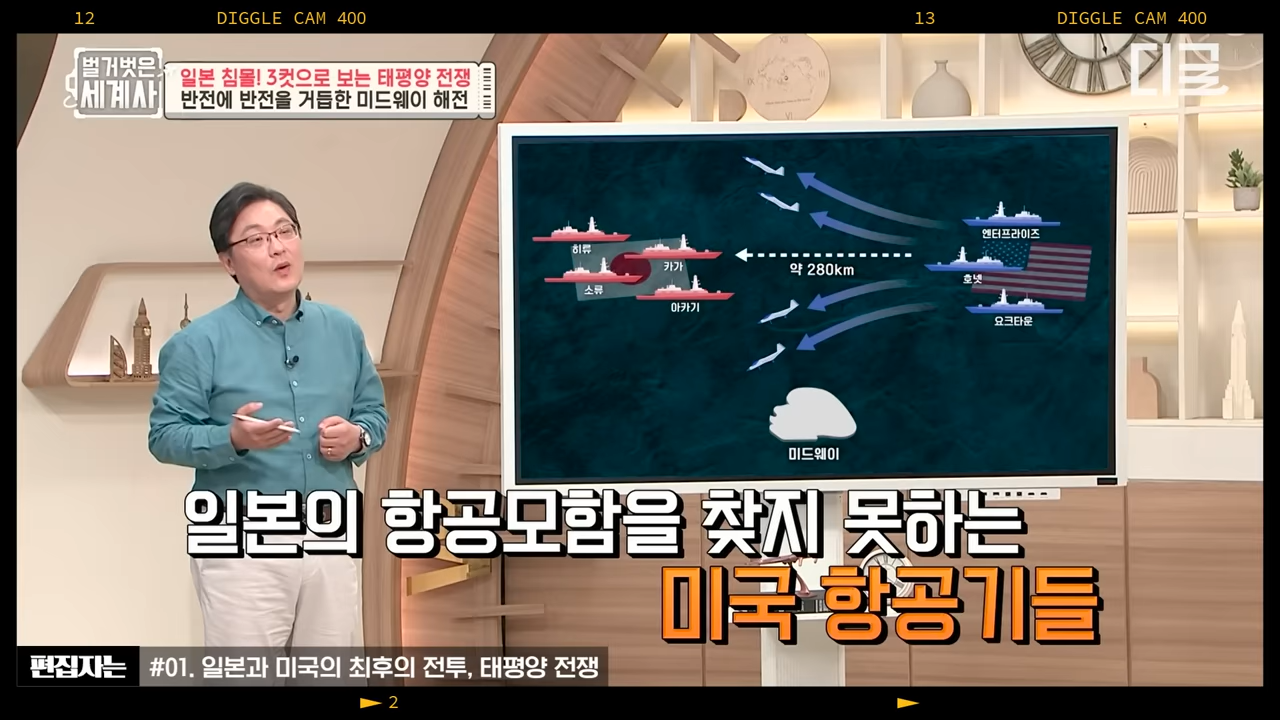 12 DIGGLE CAM 400 13 DIGGLE CAM 400
벌거벗은
세계사
일본 침몰! 3컷으로 보는 태평양 전쟁
반전에 반전을 거듭한 미드웨이 해전
디글
히류
카가
소류
아카기
약 280km
엔터프라이즈
호넷
요크타운
미드웨이
일본의 항공모함을 찾지 못하는
미국 항공기들
편집자는 #01. 일본과 미국의 최후의 전투, 태평양 전쟁
2